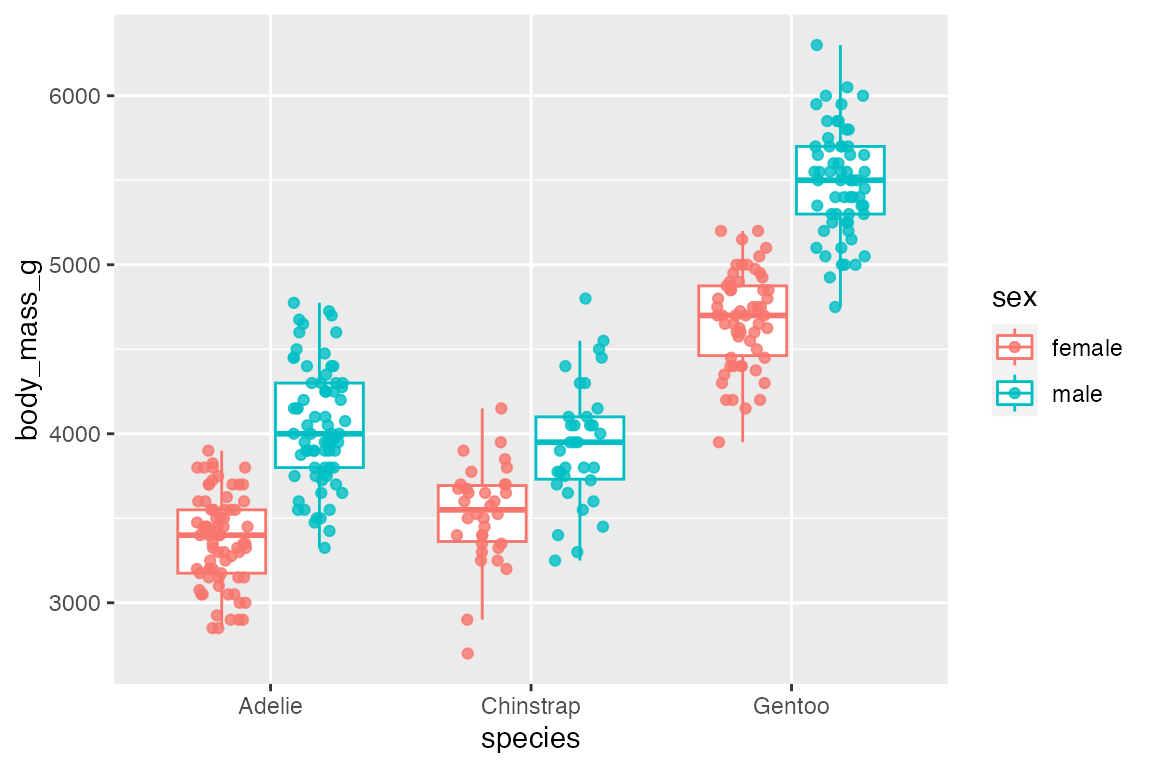 6000
5000
4000
3000
body_mass_g
Adelie
Chinstrap
Gentoo
species
sex
female
male